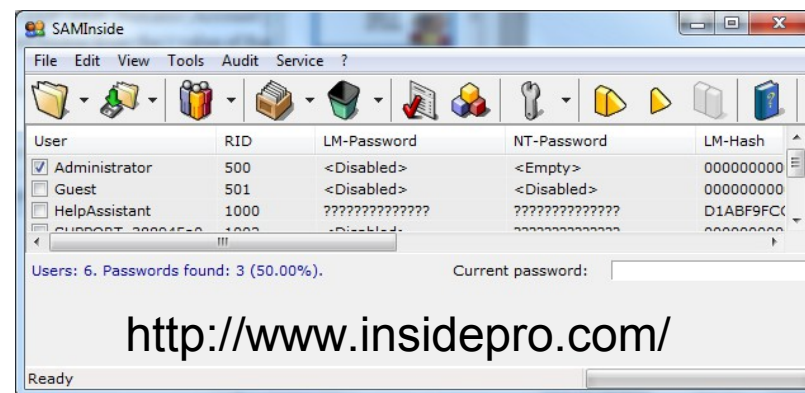 SAMInside
File Edit View Tools Audit Service ?
User RID LM-Password NT-Password LM-Hash
Administrator 500 <Disabled> <Empty> 000000000
Guest 501 <Disabled> <Disabled> 000000000
HelpAssistant 1000 ?????????????? ?????????????? D1ABF9FC
Users: 6. Passwords found: 3 (50.00%). Current password:
http://www.insidepro.com/
Ready